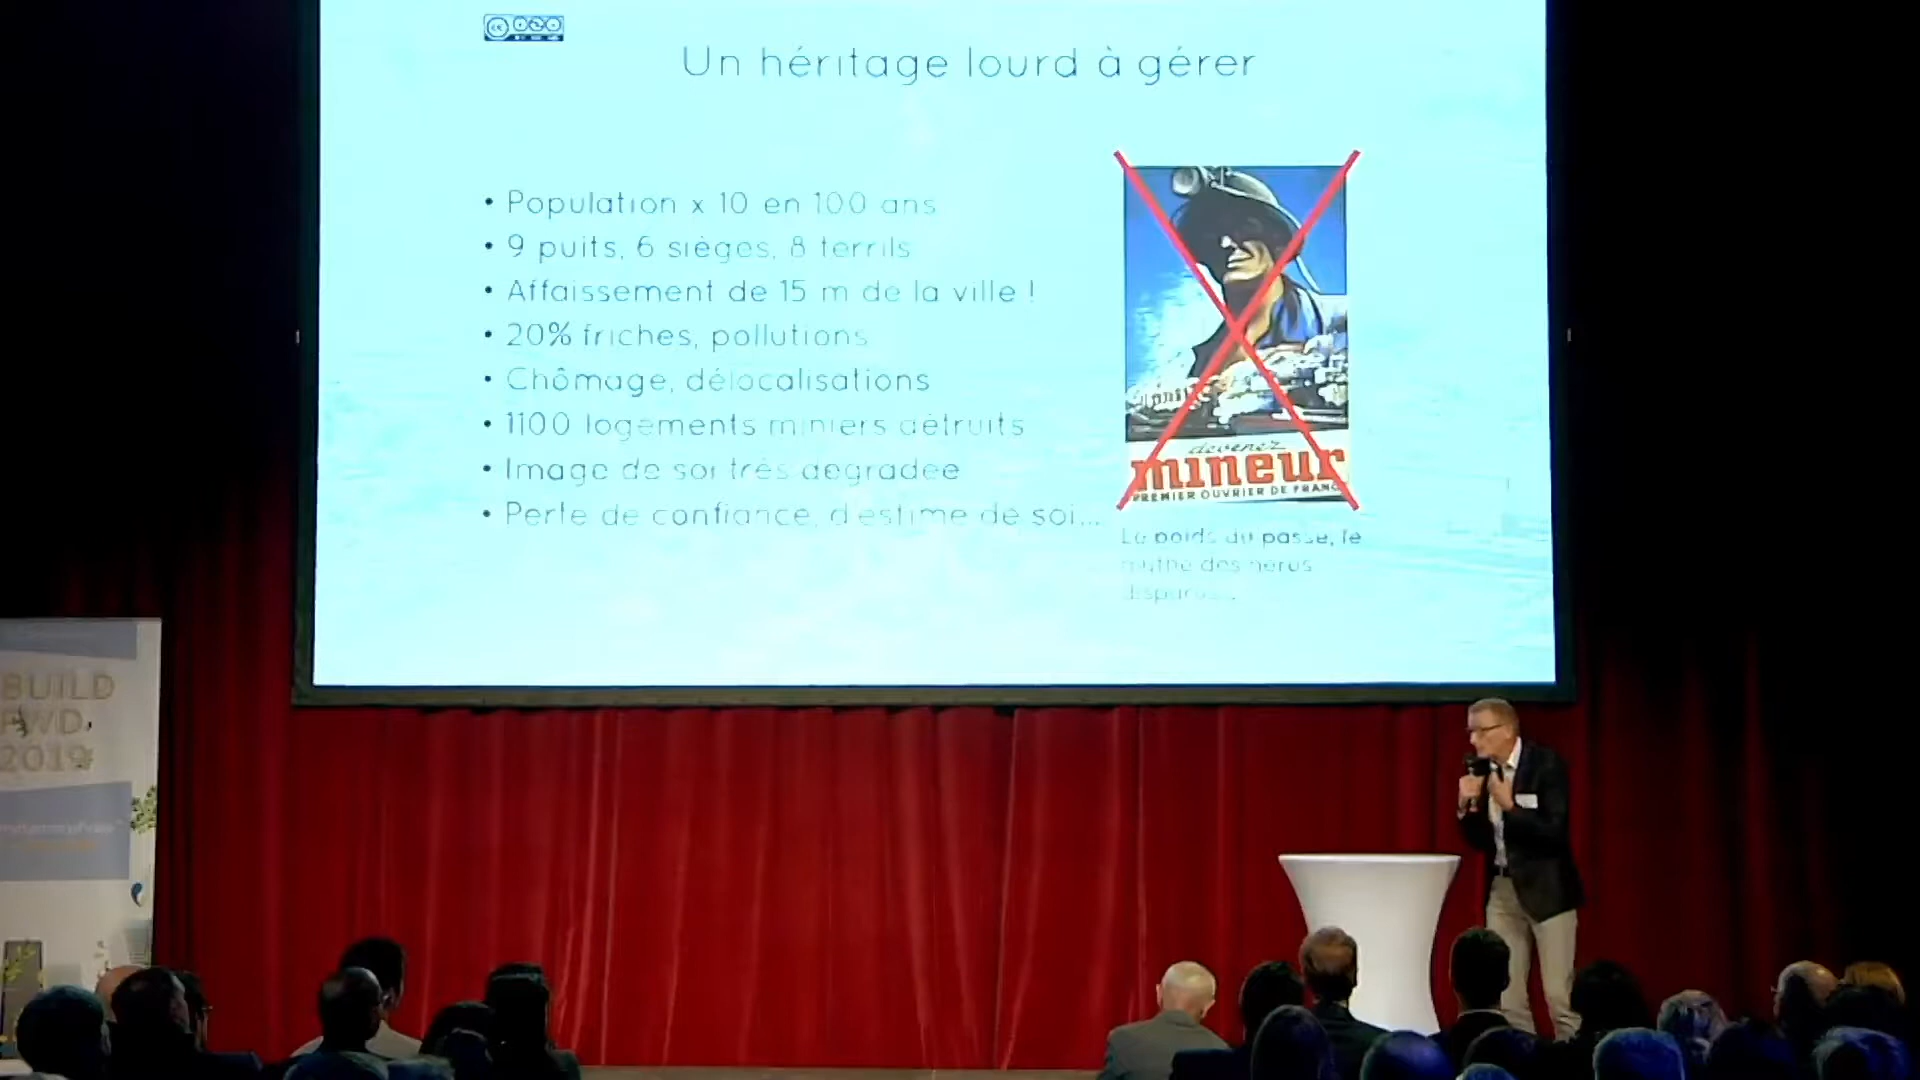 Un héritage lourd à gérer
• Population x 10 en 100 ans
• 9 puits, 6 sièges, 8 terrils
• Affaissement de 15 m de la ville !
• 20% friches, pollutions
• Chômage, délocalisations
• 1100 logements miniers détruits
• Image de soi très dégradée
• Perte de confiance, d'estime de soi...
devenez
mineur
PREMIER OUVRIER DE FRANCE
Le poids du passé, le
mythe des héros
disparus...
BUILD
FWD.
2019